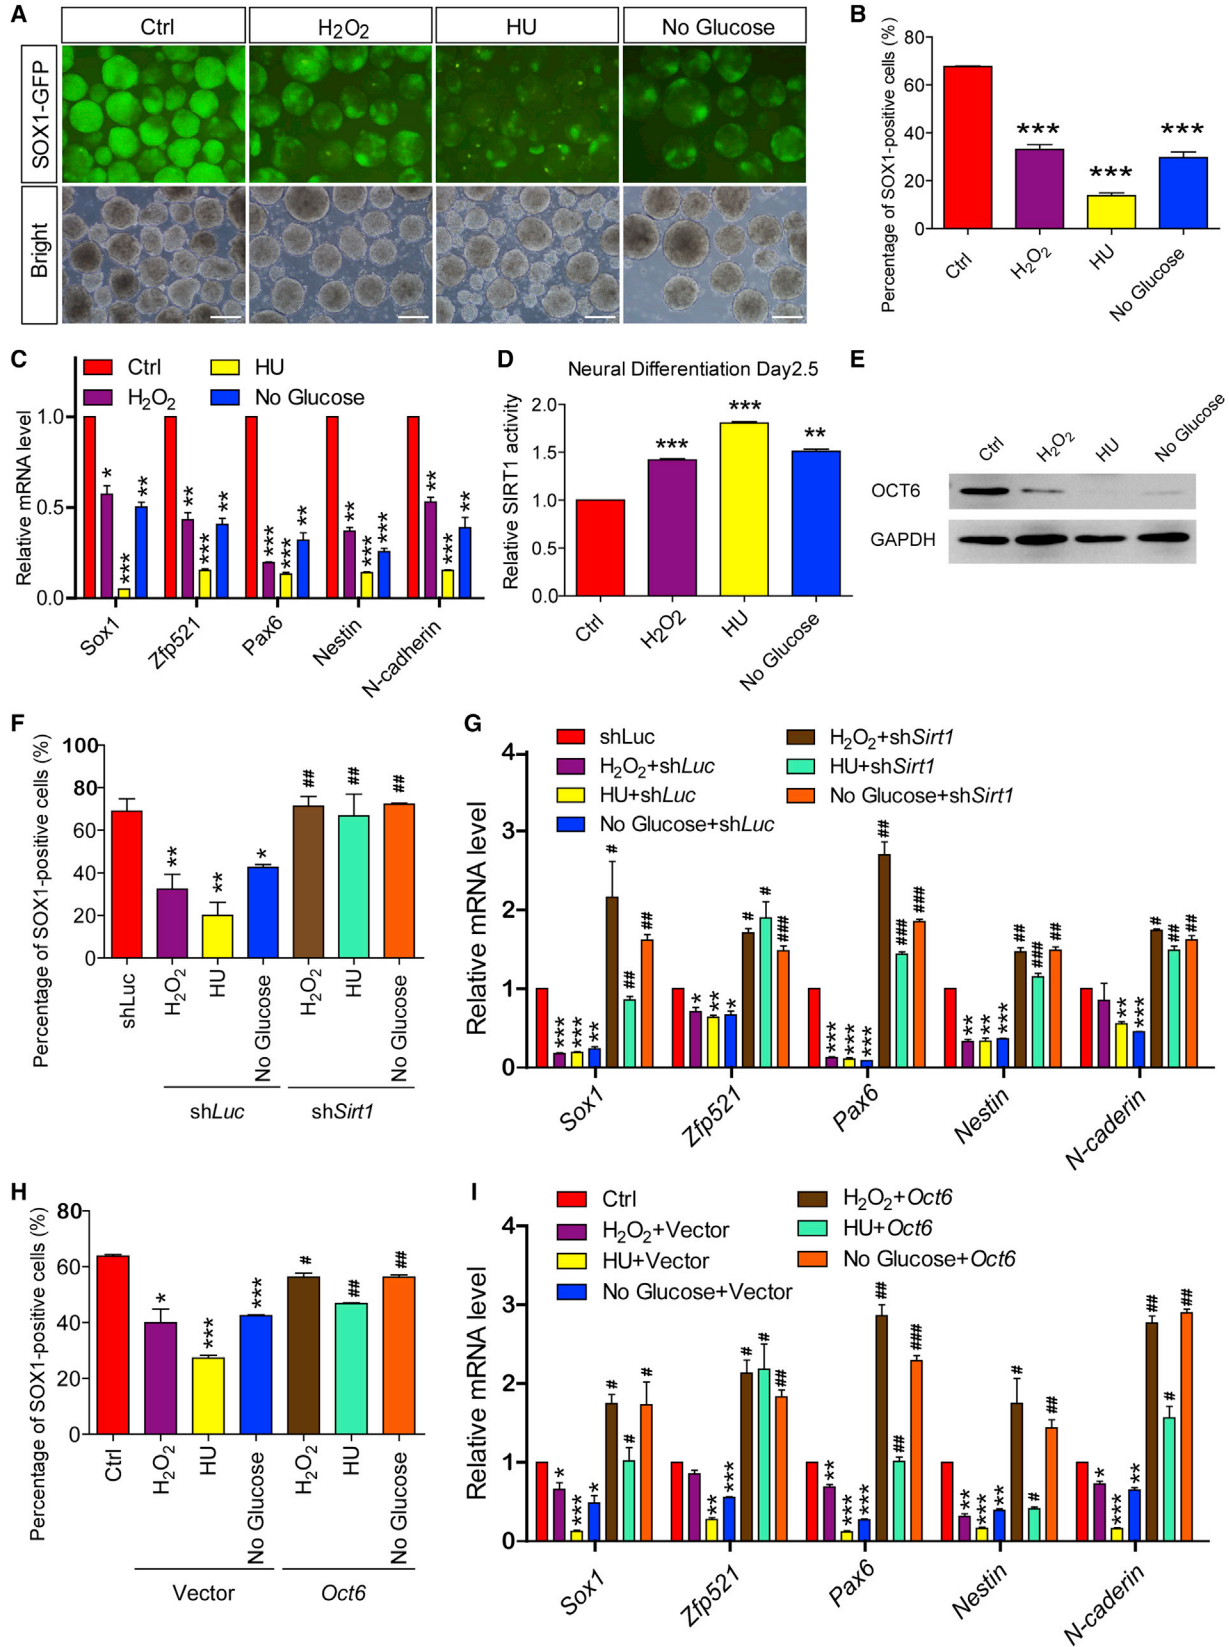 A
Ctrl
H₂O₂
HU
No Glucose
SOX1-GFP
Bright
B
Percentage of SOX1-positive cells (%)
80
60
40
20
0
***
***
***
Ctrl
H₂O₂
HU
No Glucose
C
Ctrl
HU
H₂O₂
No Glucose
Relative mRNA level
1.0
0.5
0.0
*
***
**
**
***
**
***
***
**
**
***
***
**
***
**
Sox1
Zfp521
Pax6
Nestin
N-cadherin
D
Neural Differentiation Day2.5
Relative SIRT1 activity
2.0
1.5
1.0
0.5
0.0
***
***
**
Ctrl
H₂O₂
HU
No Glucose
E
Ctrl
H₂O₂
HU
No Glucose
OCT6
GAPDH
F
Percentage of SOX1-positive cells (%)
100
80
60
40
20
0
**
**
*
##
##
##
shLuc
H₂O₂
HU
No Glucose
H₂O₂
HU
No Glucose
shLuc
shSirt1
G
shLuc
H₂O₂+shLuc
HU+shLuc
No Glucose+shLuc
H₂O₂+shSirt1
HU+shSirt1
No Glucose+shSirt1
Relative mRNA level
4
3
2
1
0
***
***
**
#
##
##
*
**
*
#
#
###
***
***
***
##
###
###
**
**
***
##
###
##
**
***
#
##
##
Sox1
Zfp521
Pax6
Nestin
N-caderin
H
Percentage of SOX1-positive cells (%)
80
60
40
20
0
*
***
***
#
##
##
Ctrl
H₂O₂
HU
No Glucose
H₂O₂
HU
No Glucose
Vector
Oct6
I
Ctrl
H₂O₂+Vector
HU+Vector
No Glucose+Vector
H₂O₂+Oct6
HU+Oct6
No Glucose+Oct6
Relative mRNA level
4
3
2
1
0
*
***
*
#
#
#
**
***
#
#
##
**
***
***
##
##
###
**
***
**
#
#
##
*
***
**
##
#
##
Sox1
Zfp521
Pax6
Nestin
N-caderin